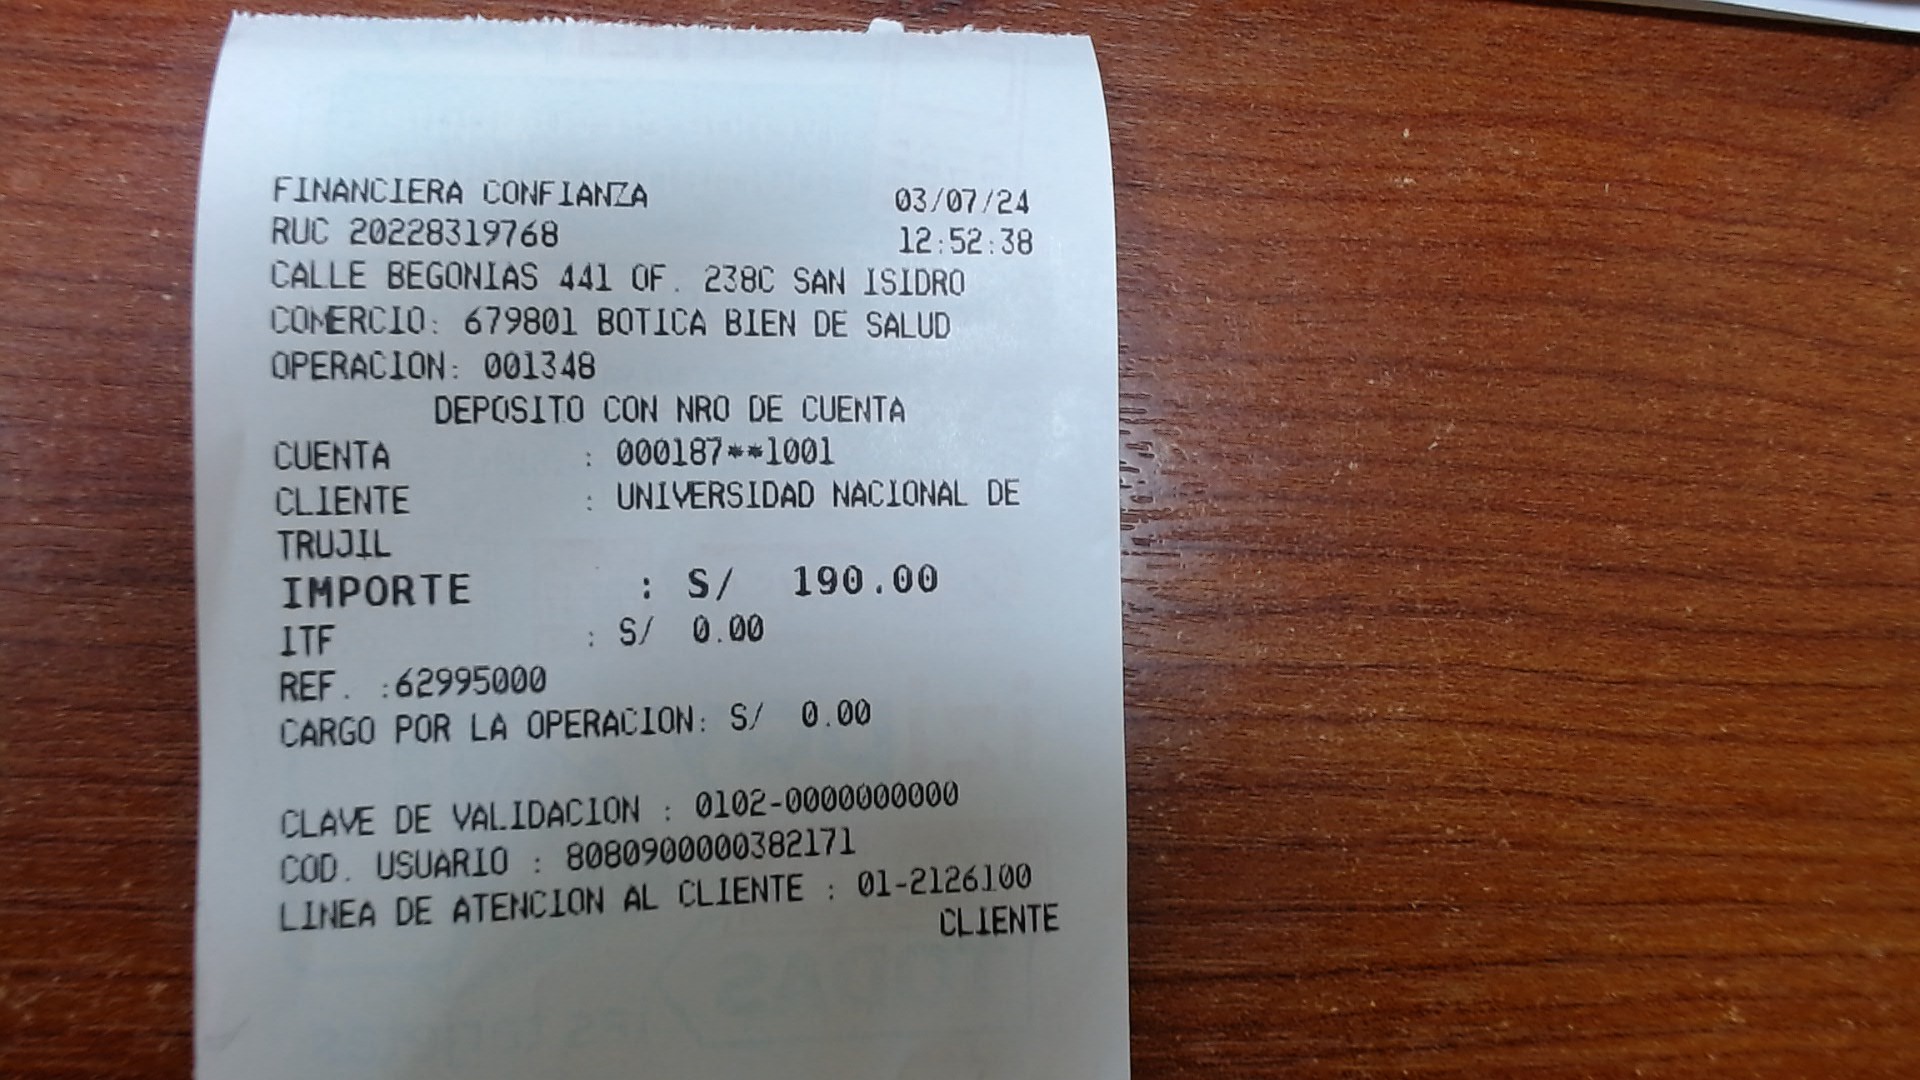 FINANCIERA CONFIANZA 03/07/24
RUC 20228319768 12:52:38
CALLE BEGONIAS 441 OF. 238C SAN ISIDRO
COMERCIO: 679801 BOTICA BIEN DE SALUD
OPERACION: 001348
DEPOSITO CON NRO DE CUENTA
CUENTA : 000187**1001
CLIENTE : UNIVERSIDAD NACIONAL DE
TRUJIL
IMPORTE : S/ 190.00
ITF : S/ 0.00
REF. :62995000
CARGO POR LA OPERACION: S/ 0.00
CLAVE DE VALIDACION : 0102-0000000000
COD. USUARIO : 8080900000382171
LINEA DE ATENCION AL CLIENTE : 01-2126100
CLIENTE